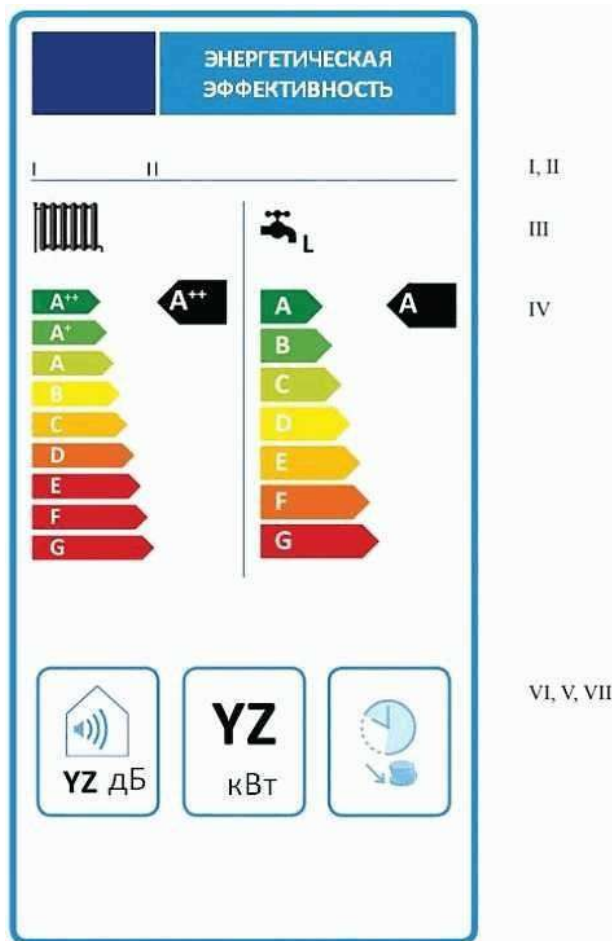 ЭНЕРГЕТИЧЕСКАЯ
ЭФФЕКТИВНОСТЬ
I II
I, II
III
L
A++ A++
A+
A
B
C
D
E
F
G
A A
B
C
D
E
F
G
IV
YZ дБ
YZ
кВт
VI, V, VII